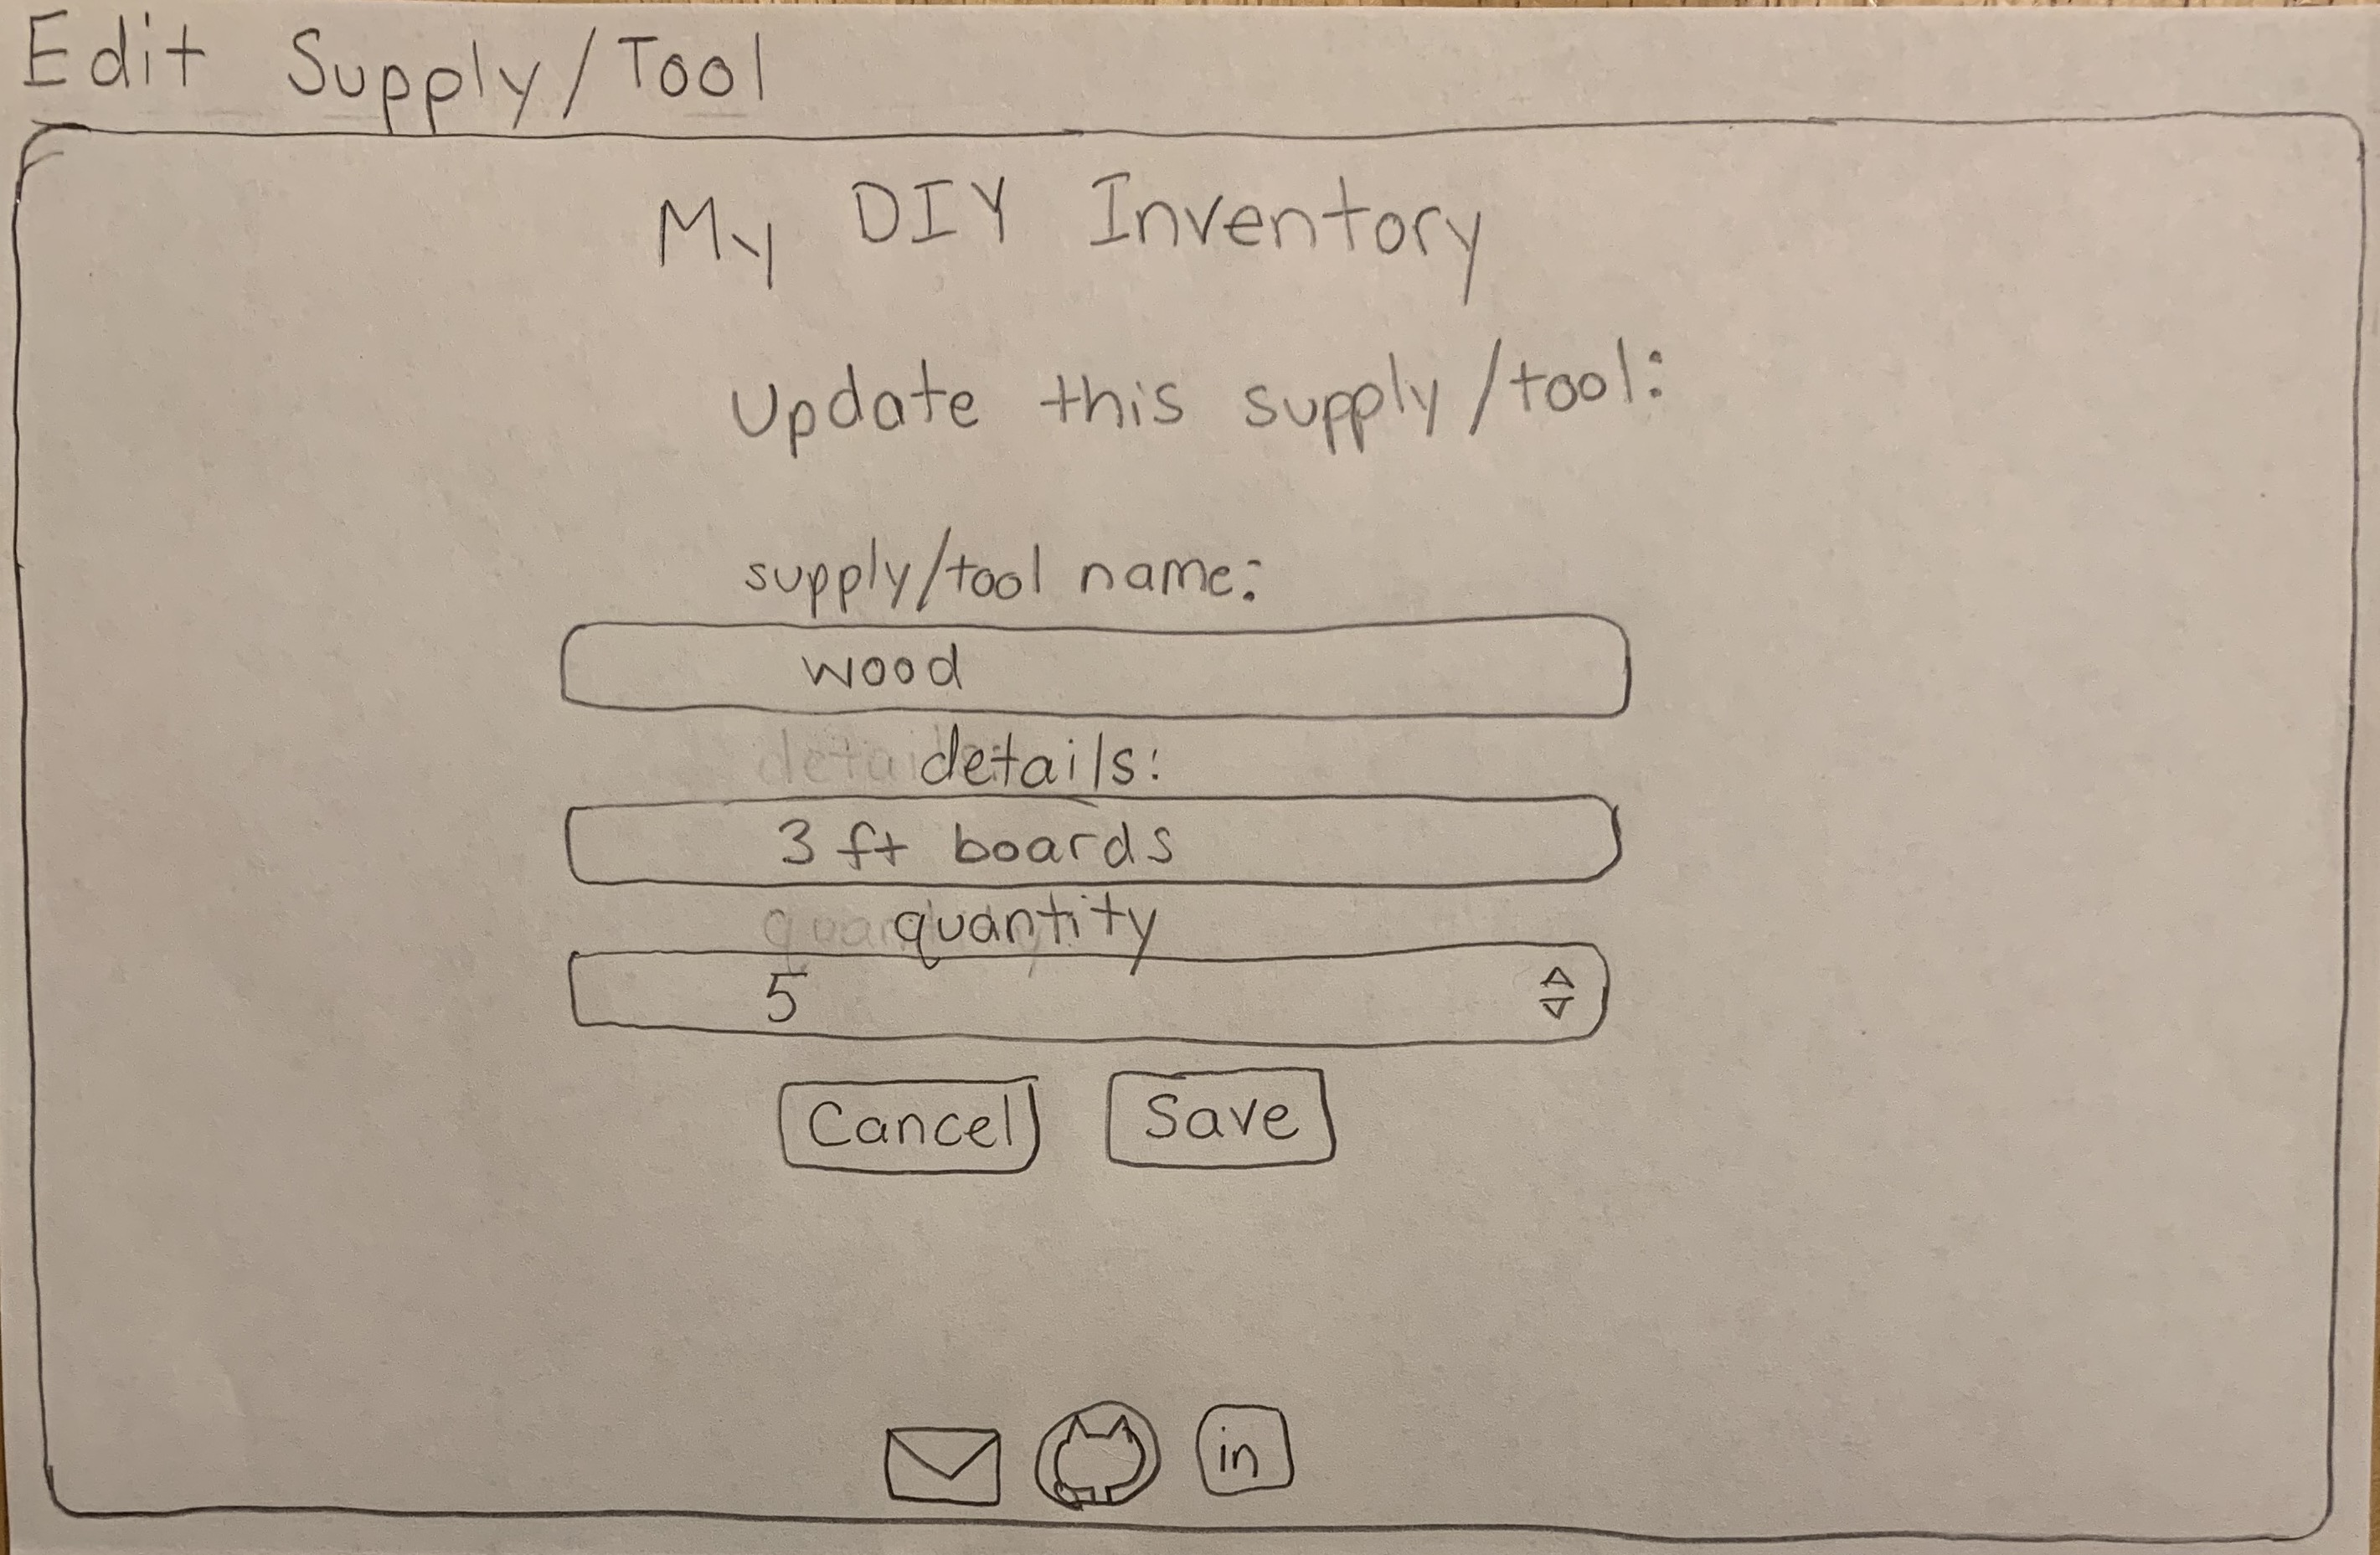 Edit Supply/Tool
My DIY Inventory
Update this supply/tool:
supply/tool name:
wood
details:
3 ft boards
quantity
5
Cancel Save
in